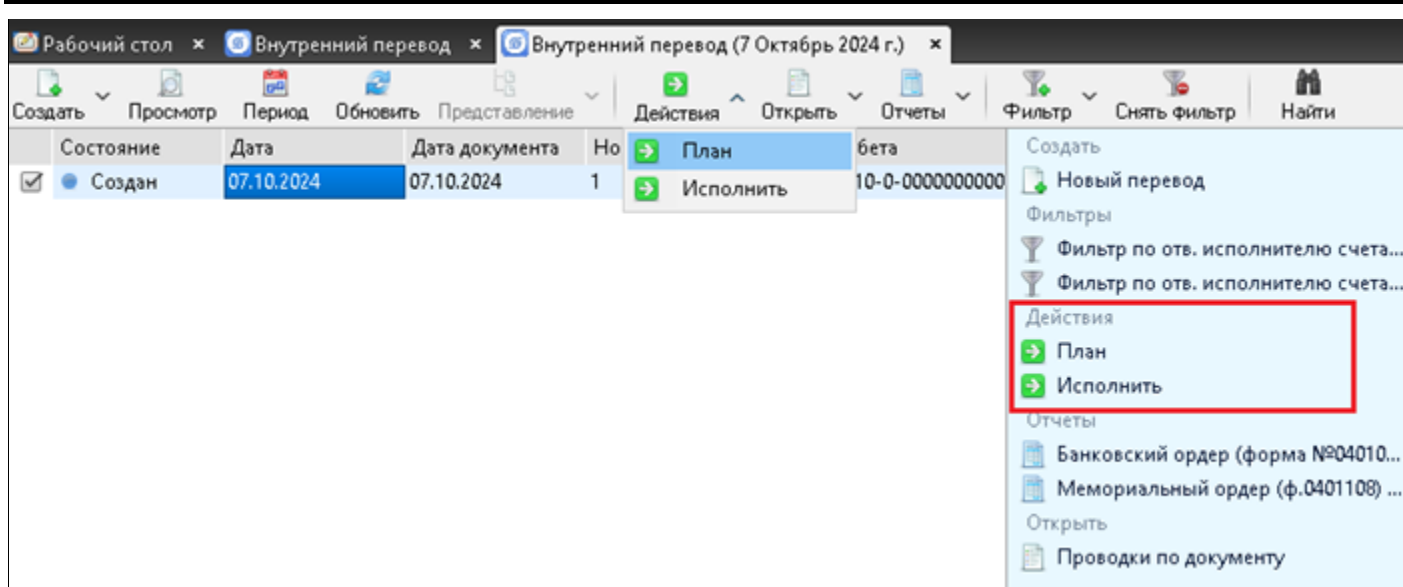 Рабочий стол × Внутренний перевод × Внутренний перевод (7 Октябрь 2024 г.) ×
Создать Просмотр Период Обновить Представление Действия Открыть Отчеты Фильтр Снять фильтр Найти
Состояние Дата Дата документа Но План бета
Создан 07.10.2024 07.10.2024 1 Исполнить 10-0-0000000000
Создать
Новый перевод
Фильтры
Фильтр по отв. исполнителю счета...
Фильтр по отв. исполнителю счета...
Действия
План
Исполнить
Отчеты
Банковский ордер (форма №04010...
Мемориальный ордер (ф.0401108) ...
Открыть
Проводки по документу